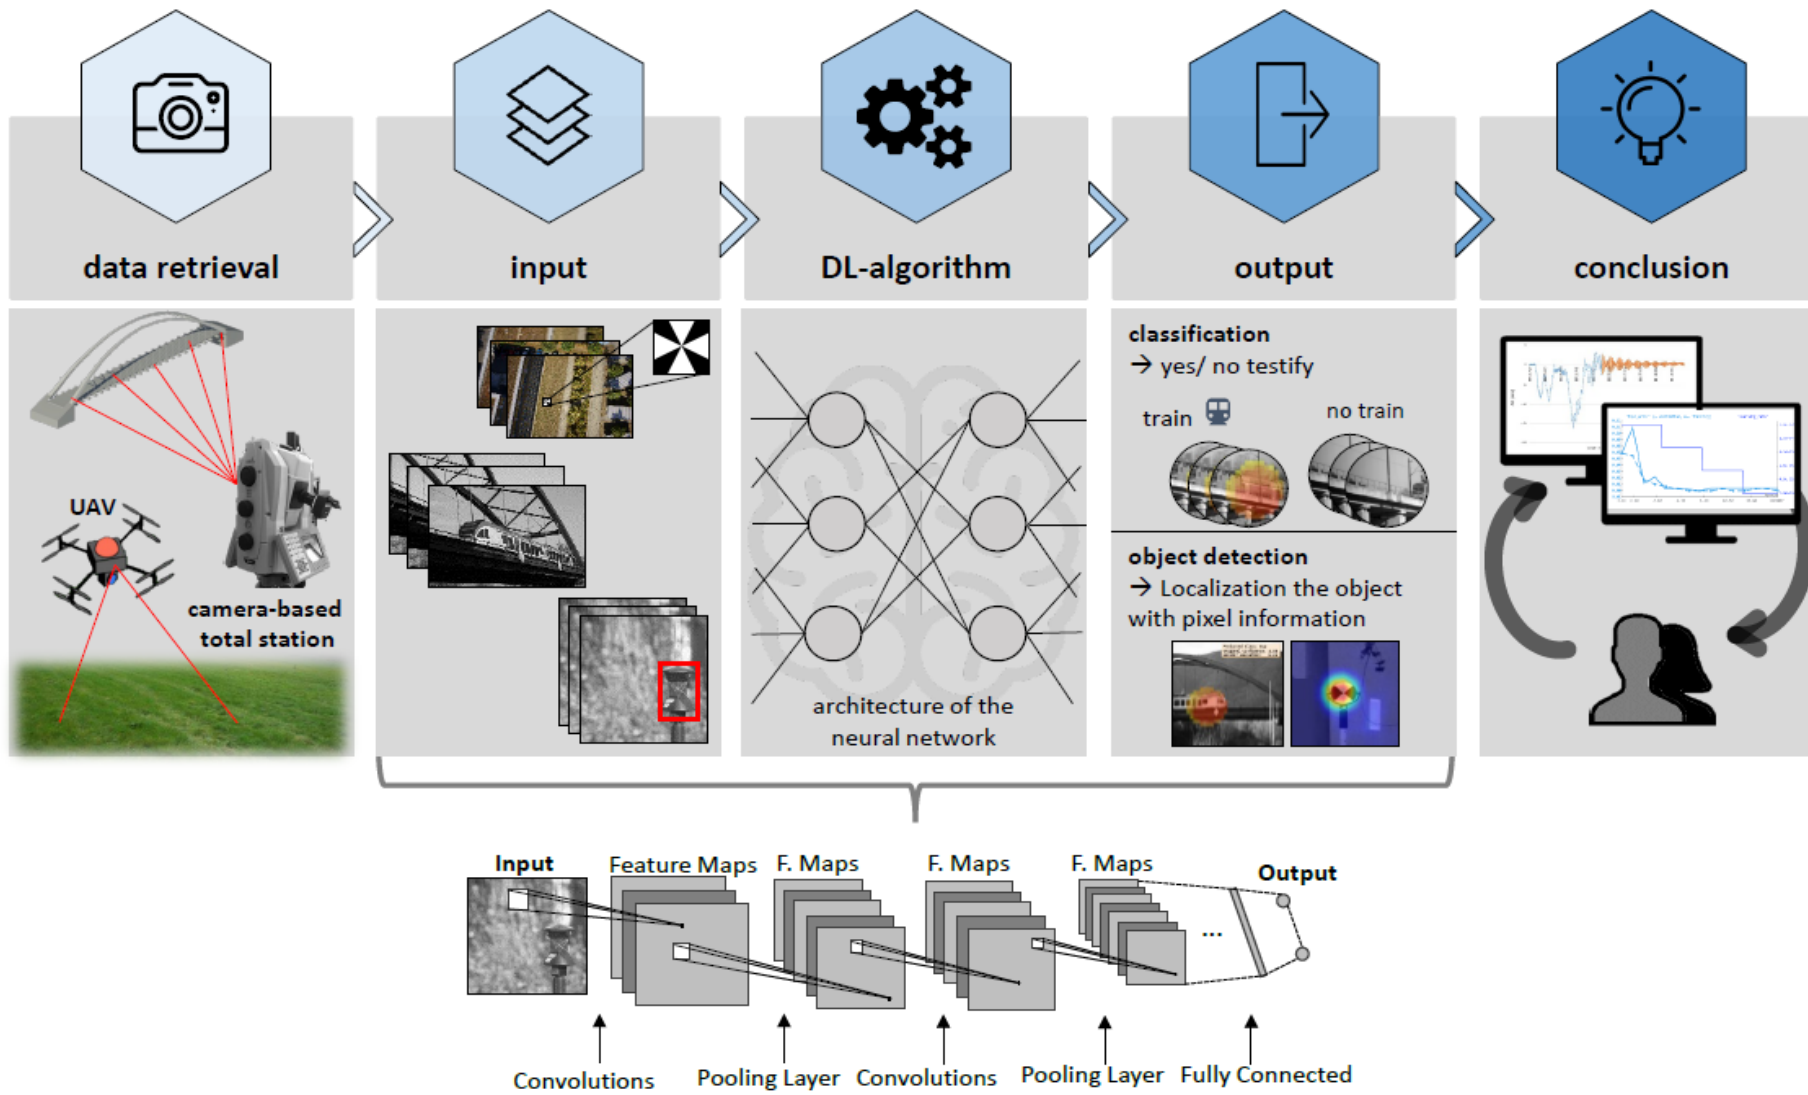 data retrieval
input
DL-algorithm
output
conclusion
UAV
camera-based
total station
architecture of the
neural network
classification
→ yes/ no testify
train
no train
object detection
→ Localization the object
with pixel information
Input
Feature Maps
F. Maps
F. Maps
F. Maps
Output
...
Convolutions
Pooling Layer
Convolutions
Pooling Layer
Fully Connected